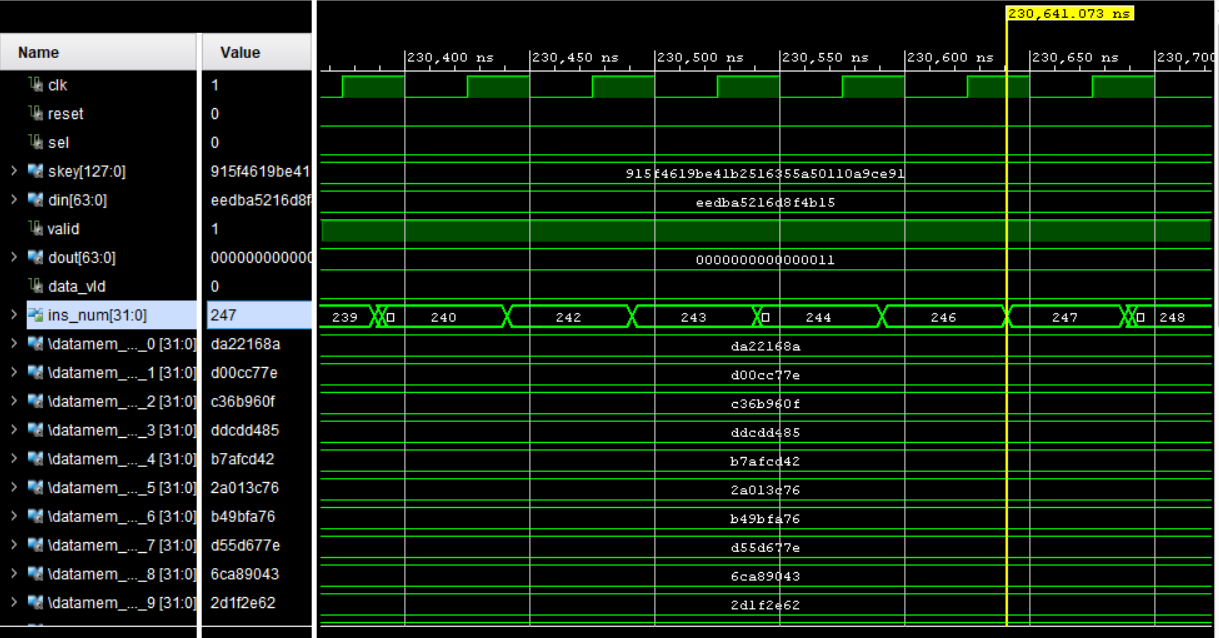 230,641.073 ns
Name Value
230,400 ns 230,450 ns 230,500 ns 230,550 ns 230,600 ns 230,650 ns 230,700
clk 1
reset 0
sel 0
skey[127:0] 915f4619be41 915f4619be41b2516355a50110a9ce91
din[63:0] eedba5216d8f eedba5216d8f4b15
valid 1
dout[63:0] 000000000000 0000000000000011
data_vld 0
ins_num[31:0] 247 239 240 242 243 244 246 247 248
\datamem_..._0 [31:0] da22168a da22168a
\datamem_..._1 [31:0] d00cc77e d00cc77e
\datamem_..._2 [31:0] c36b960f c36b960f
\datamem_..._3 [31:0] ddcdd485 ddcdd485
\datamem_..._4 [31:0] b7afcd42 b7afcd42
\datamem_..._5 [31:0] 2a013c76 2a013c76
\datamem_..._6 [31:0] b49bfa76 b49bfa76
\datamem_..._7 [31:0] d55d677e d55d677e
\datamem_..._8 [31:0] 6ca89043 6ca89043
\datamem_..._9 [31:0] 2d1f2e62 2d1f2e62